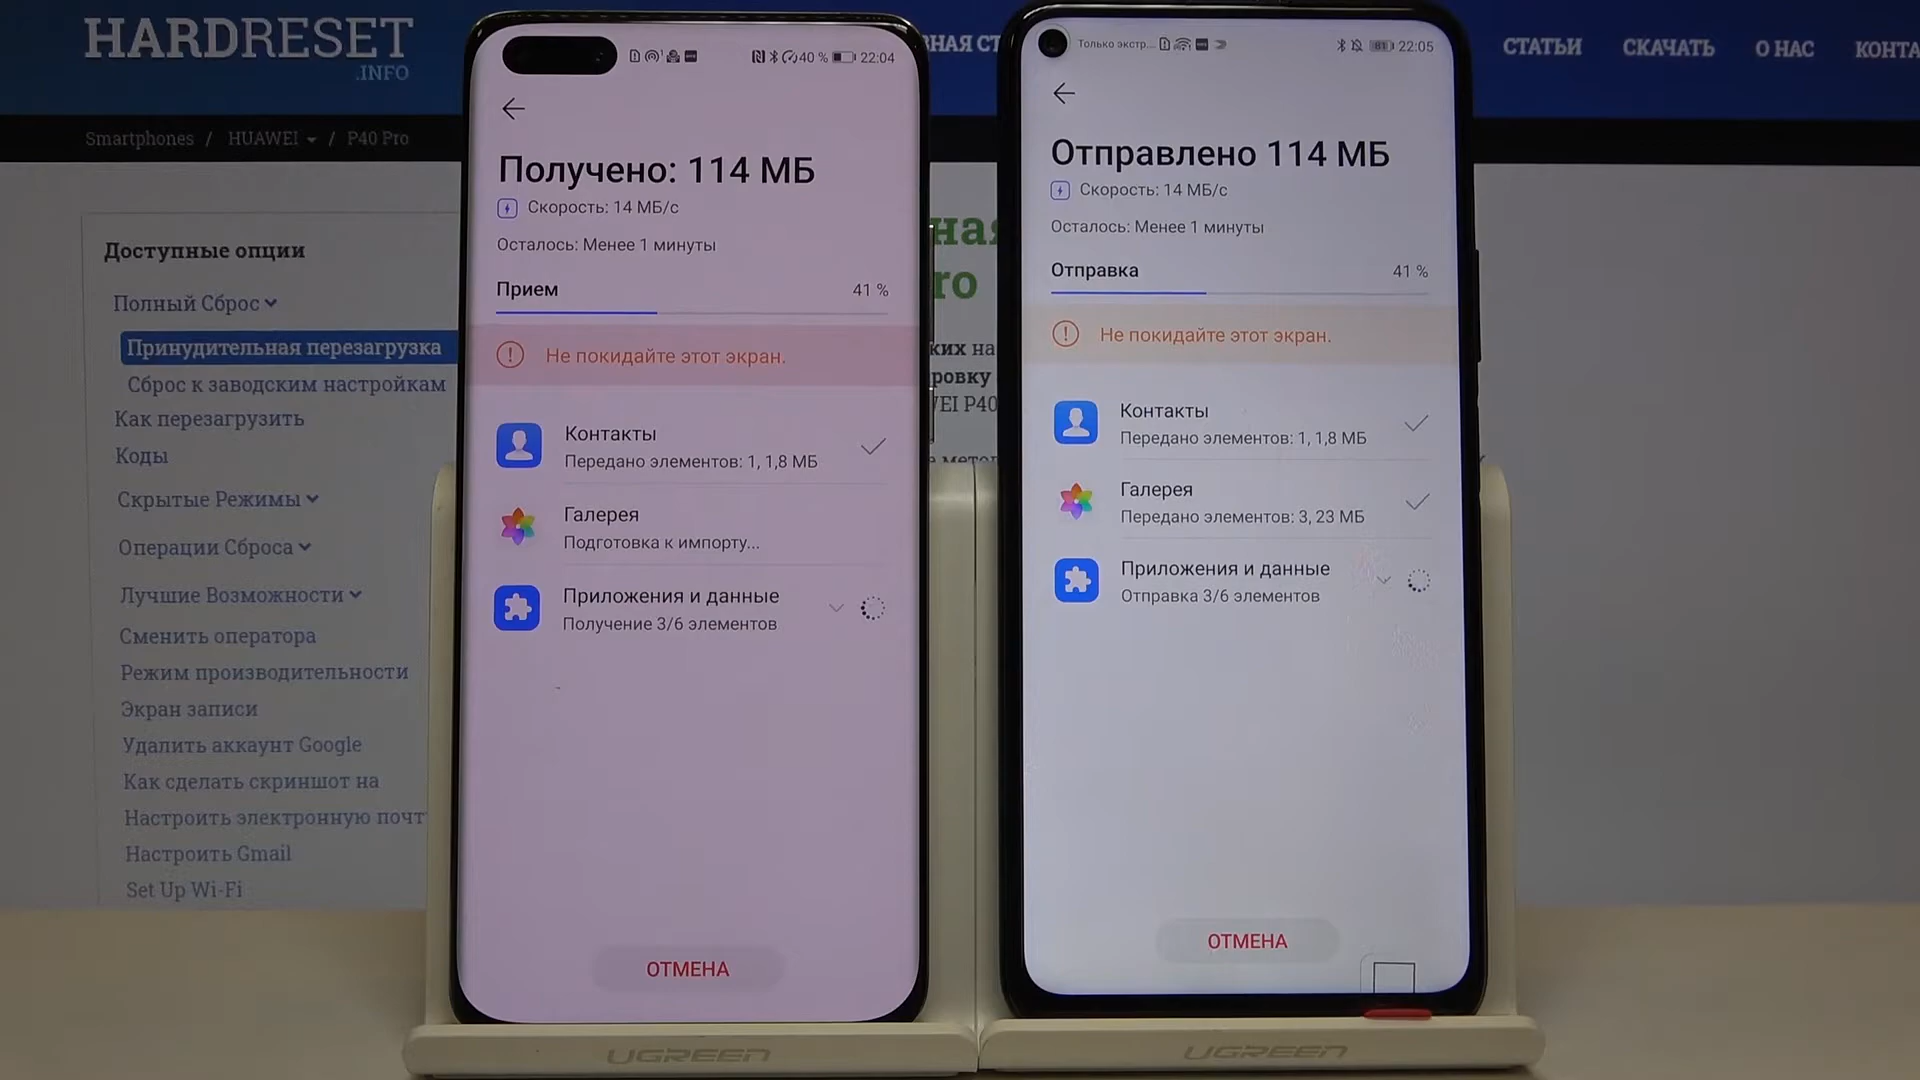 HARDRESET
.INFO
СТАТЬИ
СКАЧАТЬ
О НАС
Smartphones / HUAWEI / P40 Pro
Доступные опции
Полный Сброс
Принудительная перезагрузка
Сброс к заводским настройкам
Как перезагрузить
Коды
Скрытые Режимы
Операции Сброса
Лучшие Возможности
Сменить оператора
Режим производительности
Экран записи
Удалить аккаунт Google
Как сделать скриншот на
Настроить электронную
Настроить Gmail
Set Up Wi-Fi
40 % 22:04
Получено: 114 МБ
Скорость: 14 МБ/с
Осталось: Менее 1 минуты
Прием 41 %
Не покидайте этот экран.
Контакты
Передано элементов: 1, 1,8 МБ
Галерея
Подготовка к импорту...
Приложения и данные
Получение 3/6 элементов
ОТМЕНА
UGREEN
Только экстр... 81 22:05
Отправлено 114 МБ
Скорость: 14 МБ/с
Осталось: Менее 1 минуты
Отправка 41 %
Не покидайте этот экран.
Контакты
Передано элементов: 1, 1,8 МБ
Галерея
Передано элементов: 3, 23 МБ
Приложения и данные
Отправка 3/6 элементов
ОТМЕНА
UGREEN